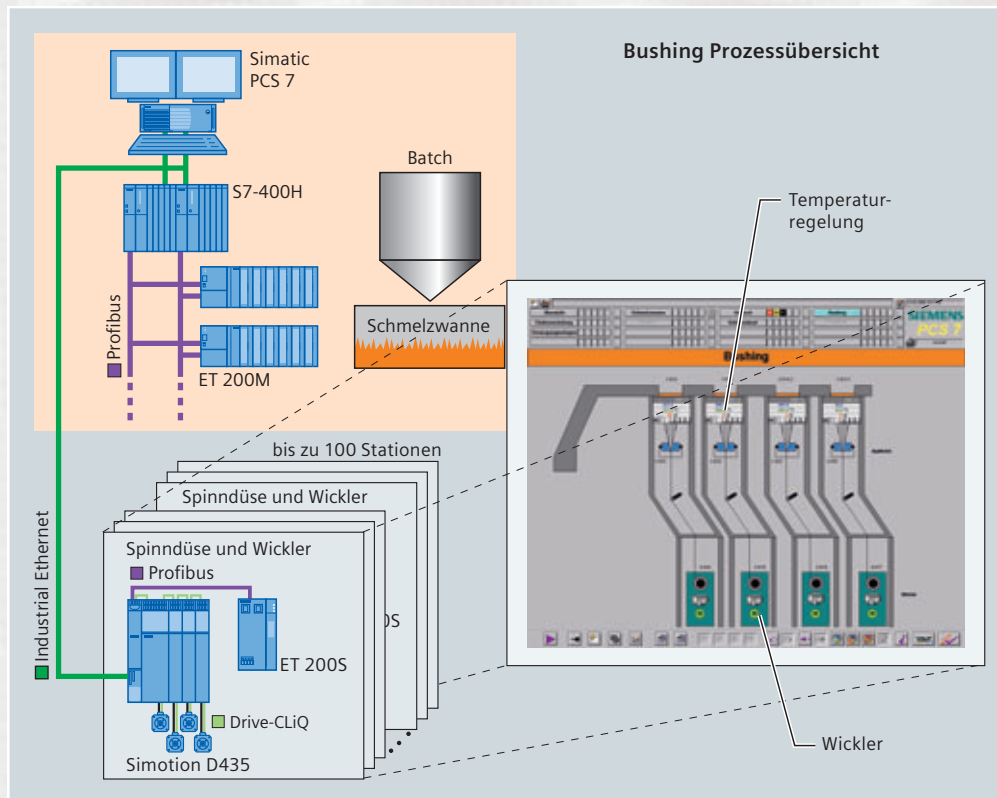 Bushing Prozessübersicht
Simatic
PCS 7
S7-400H
Profibus
ET 200M
Batch
Schmelzwanne
Temperatur-
regelung
SIEMENS
PCS 7
Bushing
Industrial Ethernet
bis zu 100 Stationen
Spinndüse und Wickler
Spinndüse und Wickler
Profibus
0S
ET 200S
Drive-CLiQ
Simotion D435
Wickler